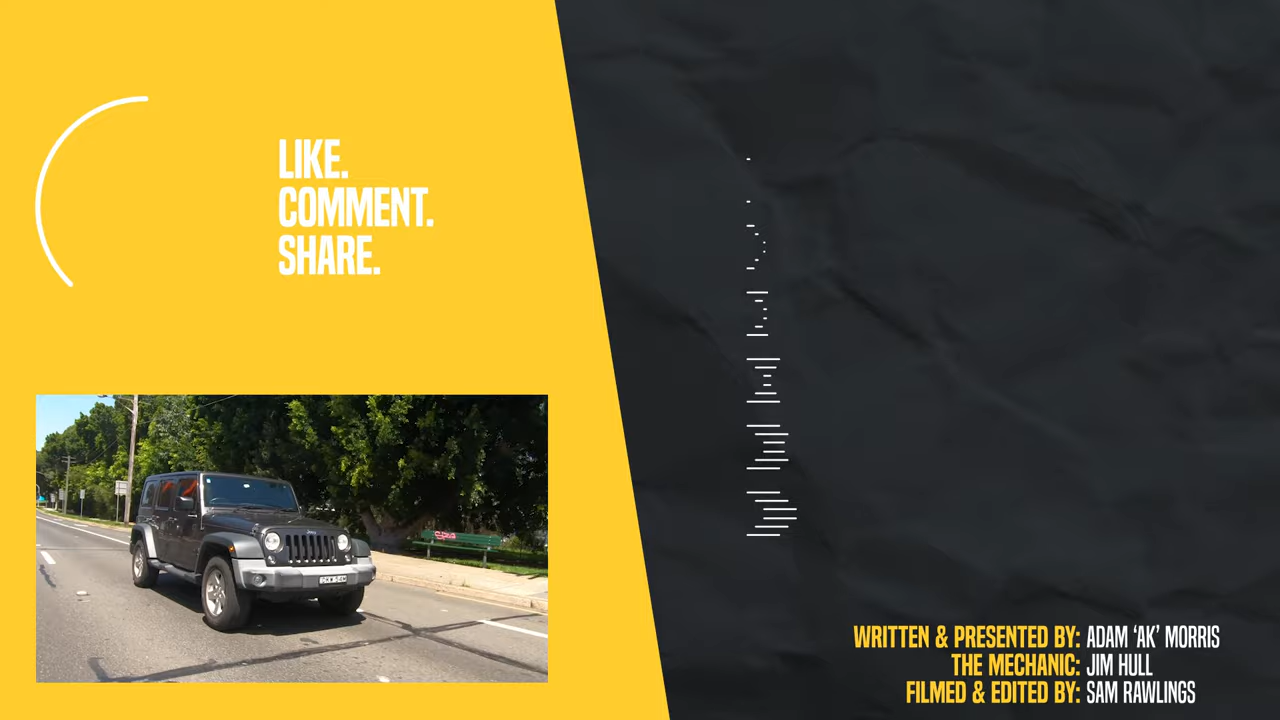 LIKE.
COMMENT.
SHARE.
WRITTEN & PRESENTED BY: ADAM ‘AK’ MORRIS
THE MECHANIC: JIM HULL
FILMED & EDITED BY: SAM RAWLINGS